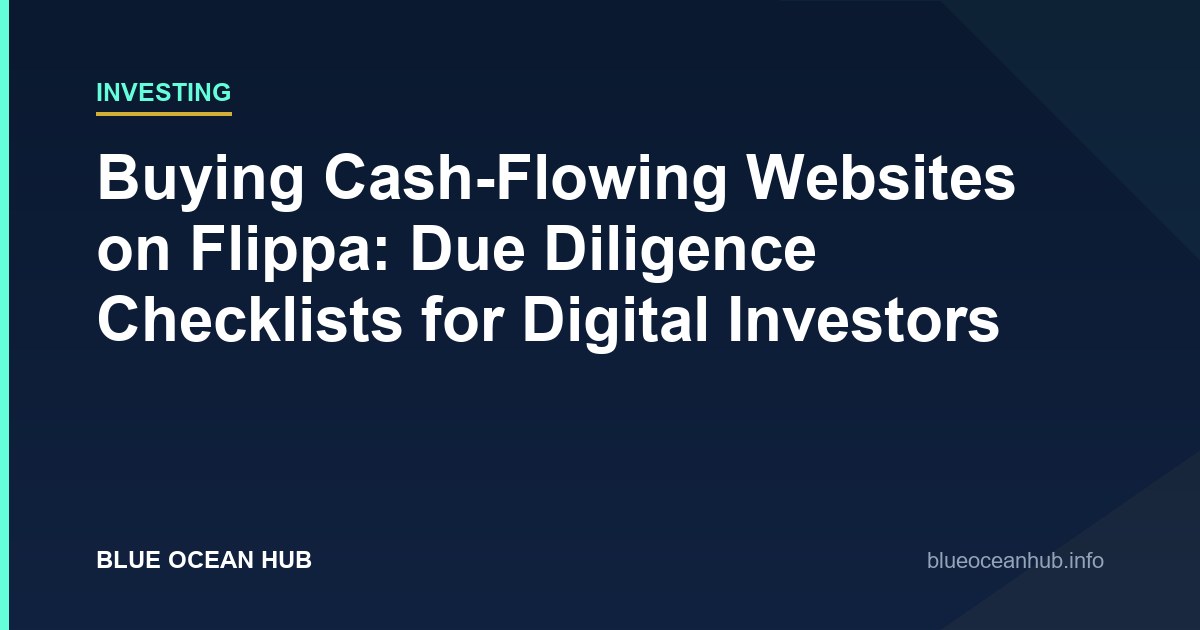 INVESTING
Buying Cash-Flowing Websites
on Flippa: Due Diligence
Checklists for Digital Investors
BLUE OCEAN HUB
blueoceanhub.info